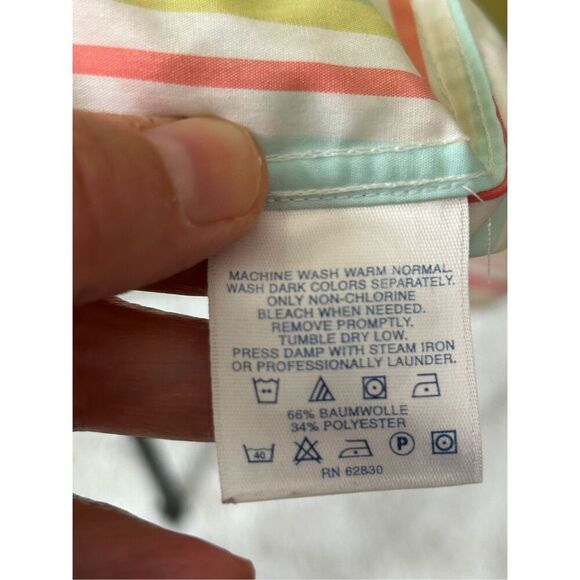 MACHINE WASH WARM NORMAL.
WASH DARK COLORS SEPARATELY.
ONLY NON-CHLORINE
BLEACH WHEN NEEDED.
REMOVE PROMPTLY.
TUMBLE DRY LOW.
PRESS DAMP WITH STEAM IRON
OR PROFESSIONALLY LAUNDER.
66% BAUMWOLLE
34% POLYESTER
40 P
RN 62830